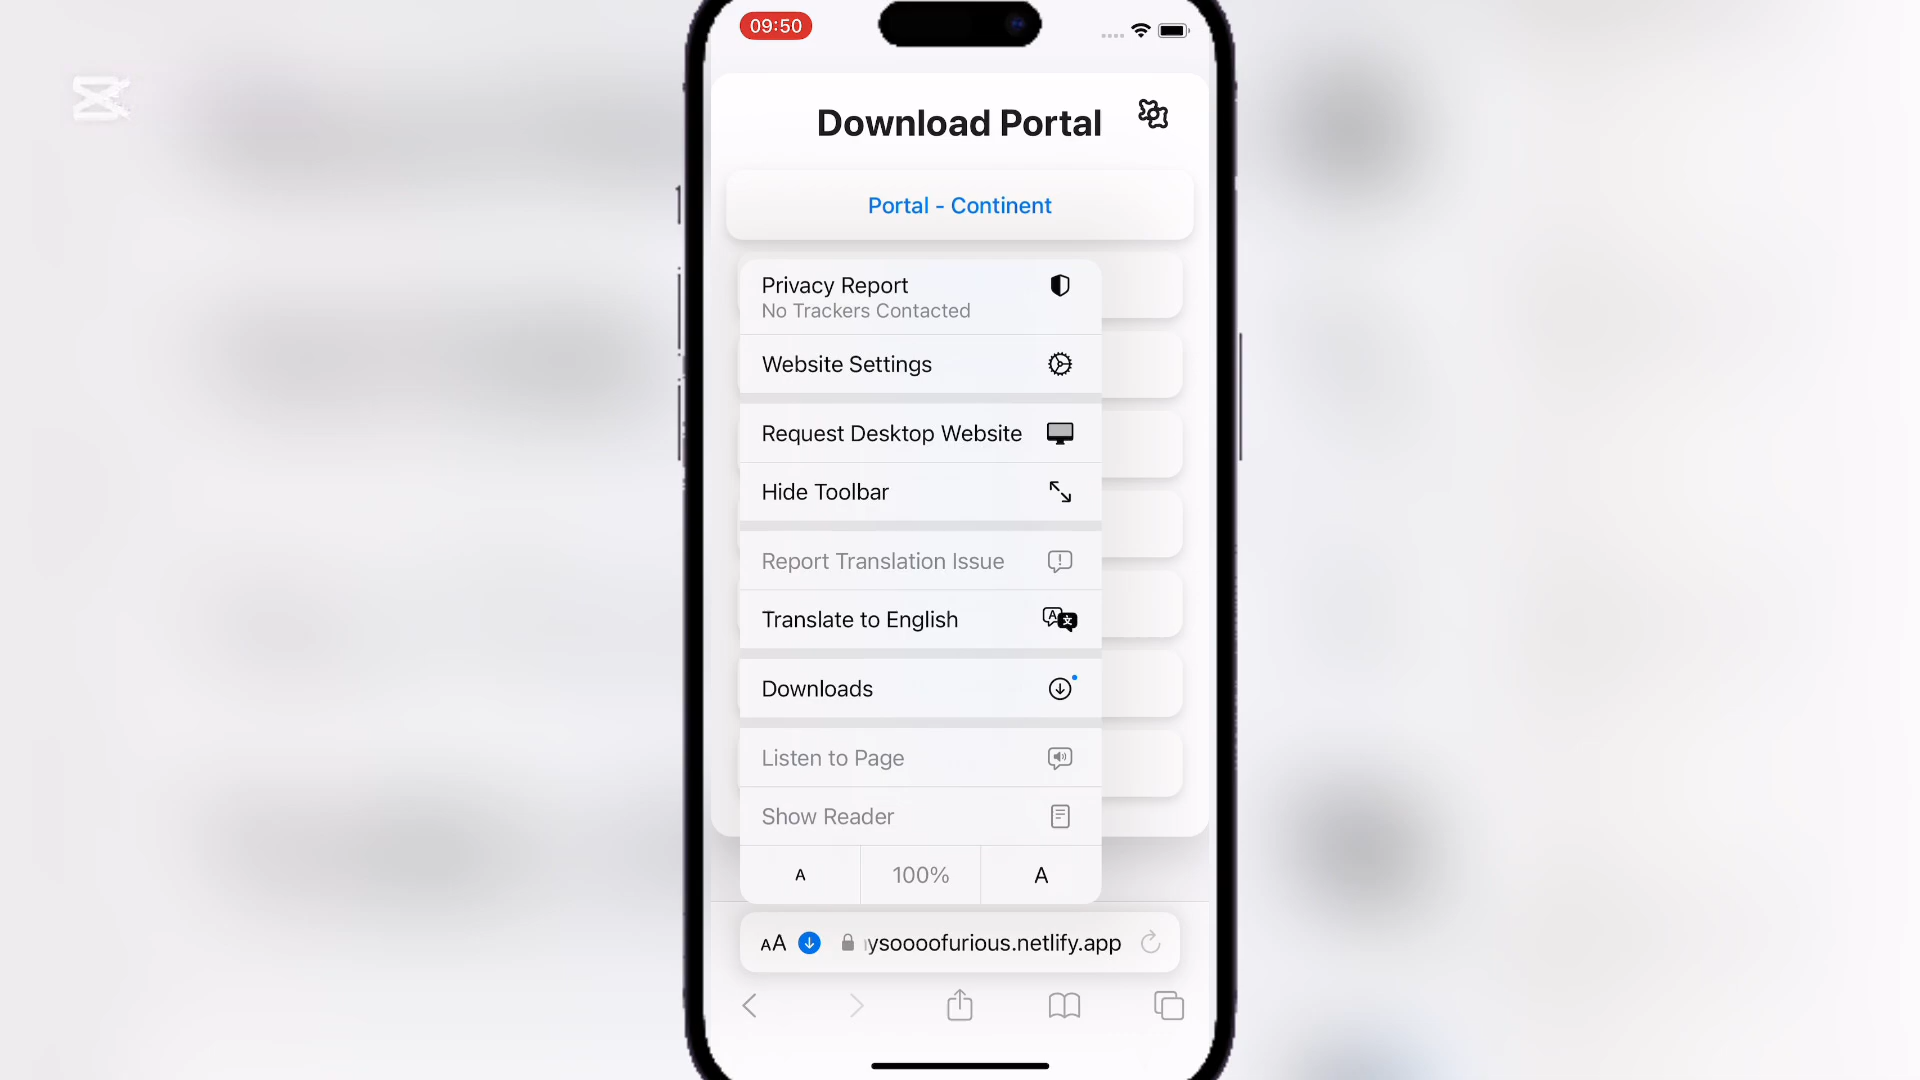 09:50
Download Portal
Portal - Continent
Privacy Report
No Trackers Contacted
Website Settings
Request Desktop Website
Hide Toolbar
Report Translation Issue
Translate to English
Downloads
Listen to Page
Show Reader
A 100% A
AA ysoooofurious.netlify.app